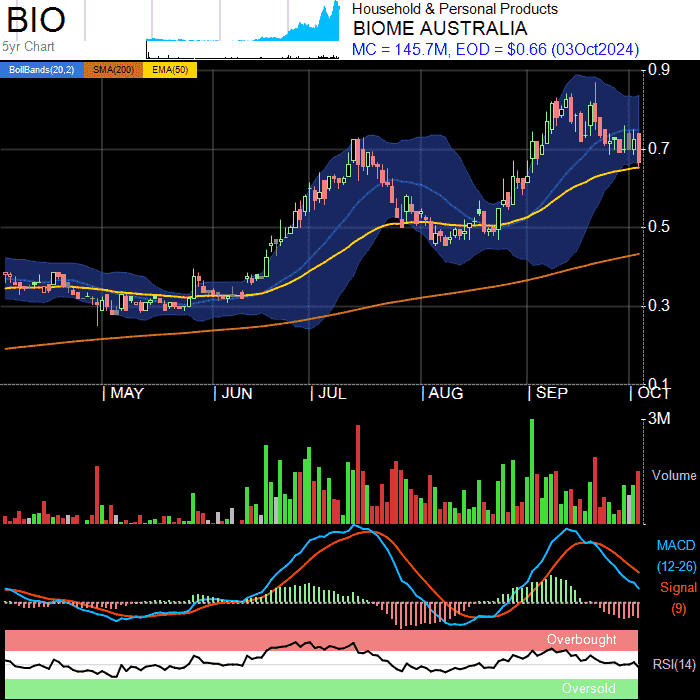 BIO
5yr Chart
Household & Personal Products
BIOME AUSTRALIA
MC = 145.7M, EOD = $0.66 (03Oct2024)
BollBands(20,2) SMA(200) EMA(50)
0.9
0.7
0.5
0.3
0.1
| MAY | JUN | JUL | AUG | SEP | OCT
3M
Volume
MACD
(12-26)
Signal
(9)
Overbought
RSI(14)
Oversold